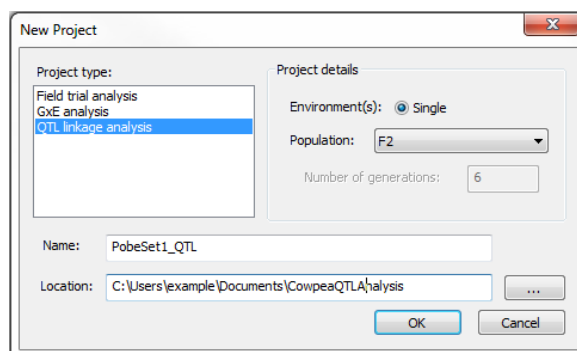 New Project
Project type:
Field trial analysis
GxE analysis
QTL linkage analysis
Project details
Environment(s): Single
Population: F2
Number of generations: 6
Name: PobeSet1_QTL
Location: C:\Users\example\Documents\CowpeaQTLAnalysis ...
OK Cancel